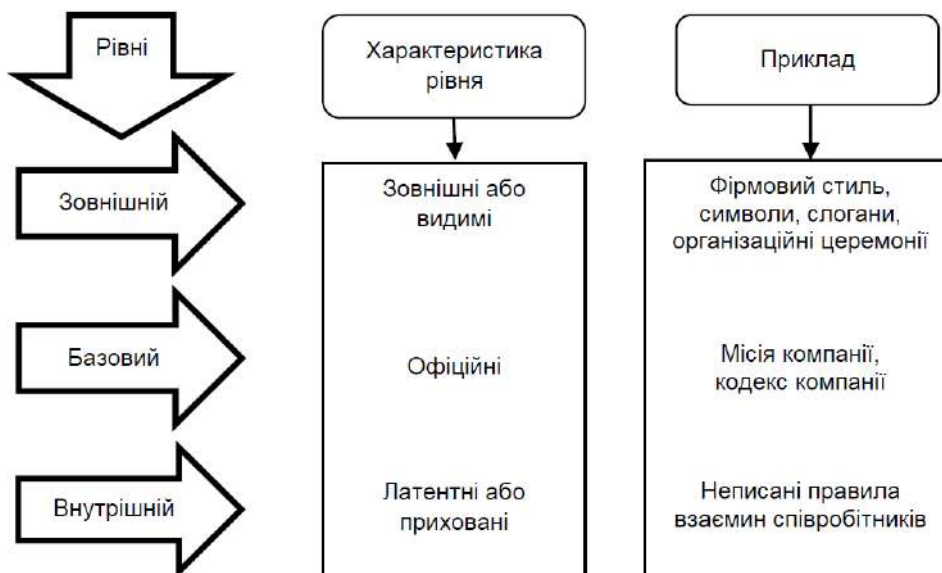 Рівні
Характеристика
рівня
Приклад
Зовнішній
Зовнішні або
видимі
Фірмовий стиль,
символи, слогани,
організаційні церемонії
Базовий
Офіційні
Місія компанії,
кодекс компанії
Внутрішній
Латентні або
приховані
Неписані правила
взаємин співробітників